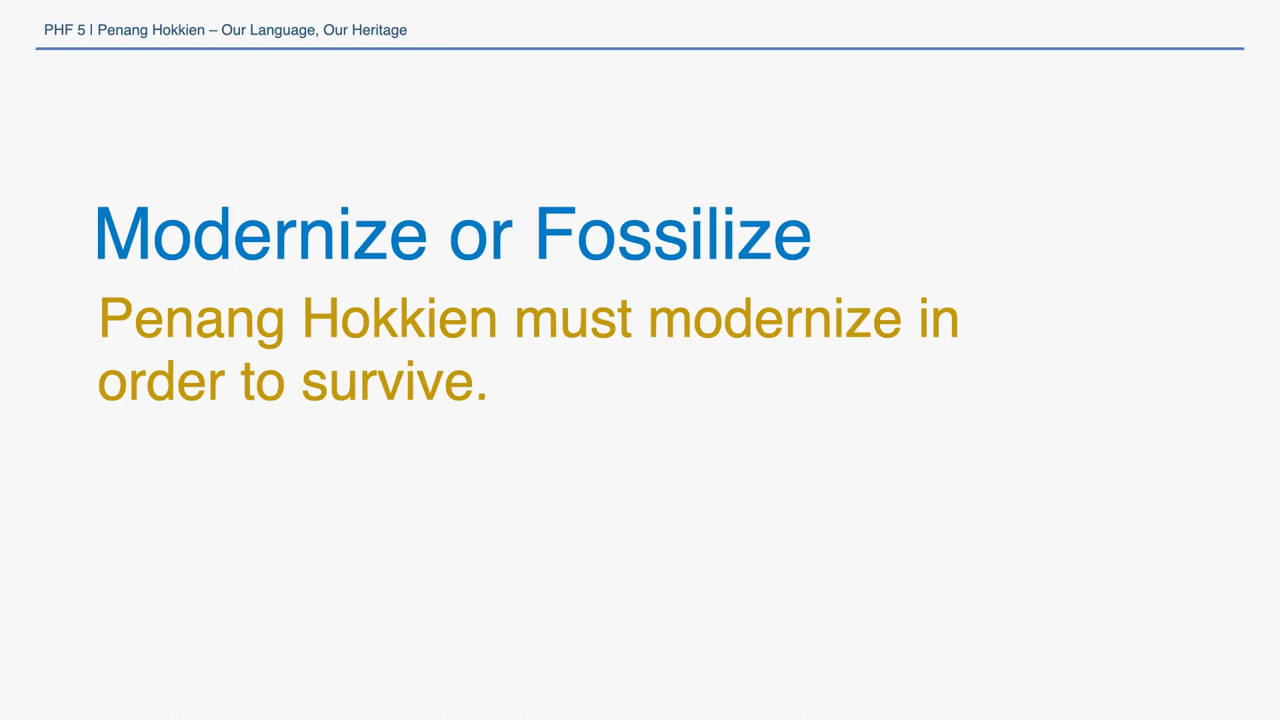 PHF 5 | Penang Hokkien – Our Language, Our Heritage
Modernize or Fossilize
Penang Hokkien must modernize in
order to survive.